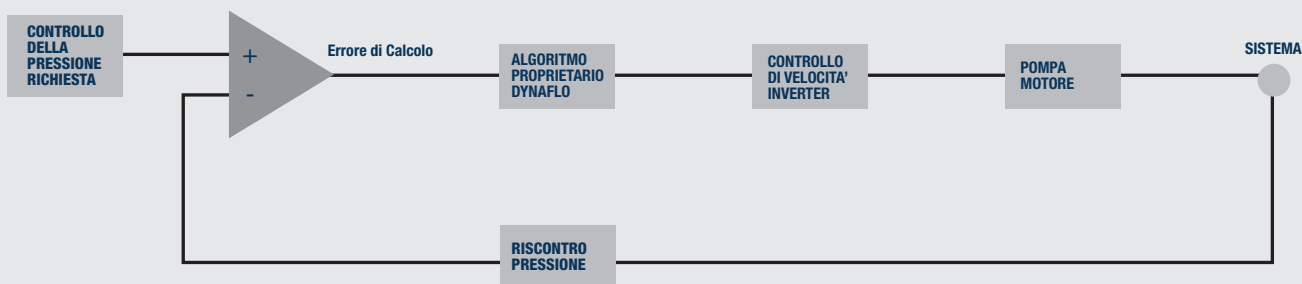 CONTROLLO
DELLA
PRESSIONE
RICHIESTA
+
-
Errore di Calcolo
ALGORITMO
PROPRIETARIO
DYNAFLO
CONTROLLO
DI VELOCITA'
INVERTER
POMPA
MOTORE
SISTEMA
RISCONTRO
PRESSIONE